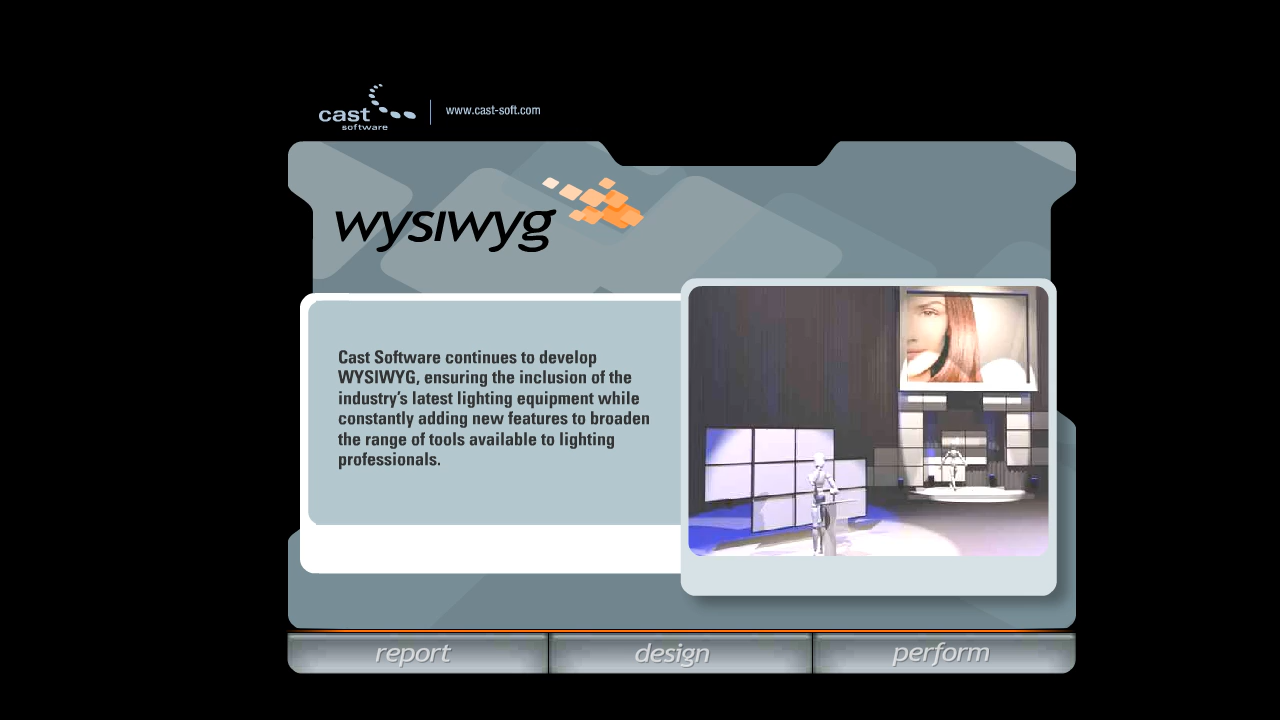 cast
software
www.cast-soft.com
wysiwyg
Cast Software continues to develop
WYSIWYG, ensuring the inclusion of the
industry's latest lighting equipment while
constantly adding new features to broaden
the range of tools available to lighting
professionals.
report design perform